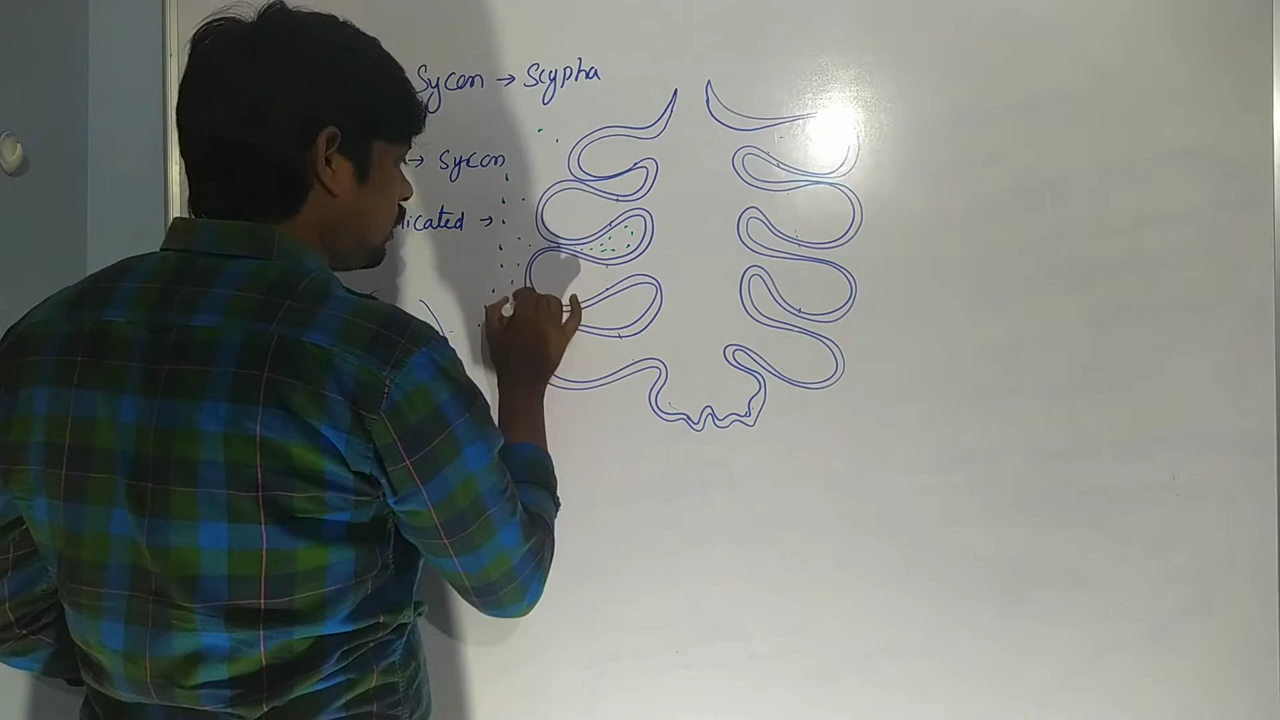 Sycon → Scypha
→ Sycon
licated →